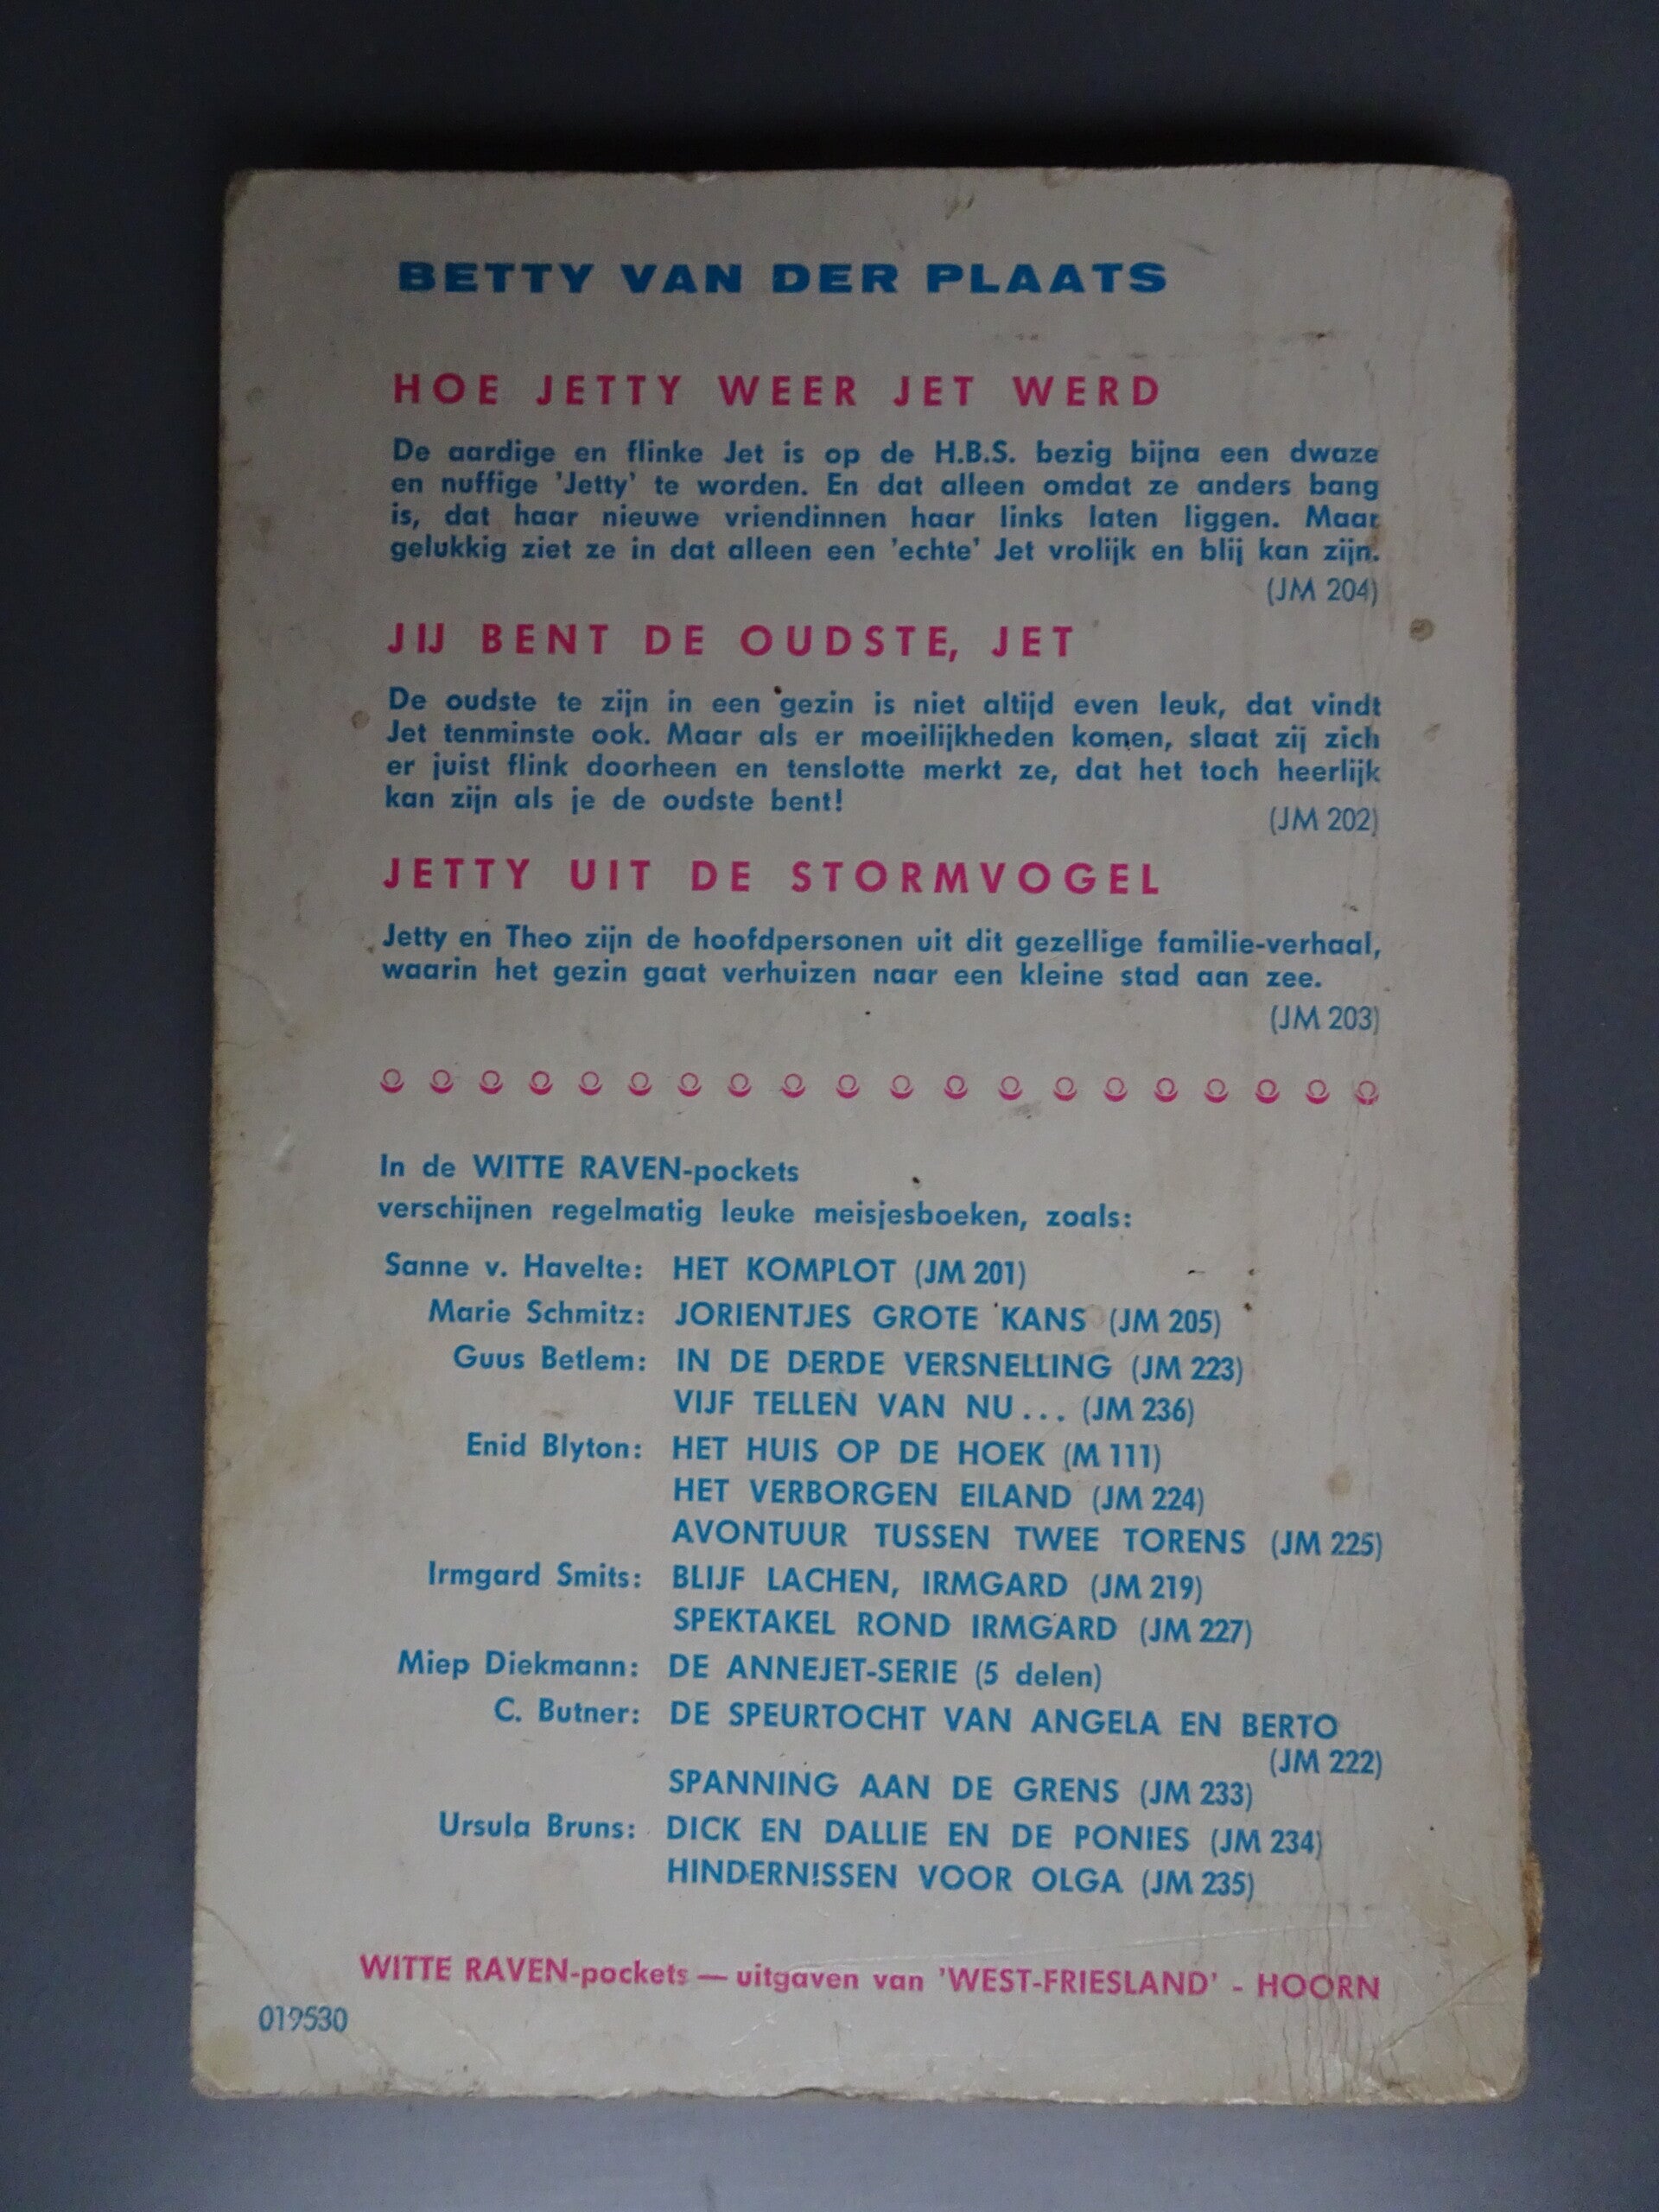 BETTY VAN DER PLAATS
HOE JETTY WEER JET WERD
De aardige en flinke Jet is op de H.B.S. bezig bijna een dwaze
en nuffige 'Jetty' te worden. En dat alleen omdat ze anders bang
is, dat haar nieuwe vriendinnen haar links laten liggen. Maar
gelukkig ziet ze in dat alleen een 'echte' Jet vrolijk en blij kan zijn.
(JM 204)
JIJ BENT DE OUDSTE, JET
De oudste te zijn in een gezin is niet altijd even leuk, dat vindt
Jet tenminste ook. Maar als er moeilijkheden komen, slaat zij zich
er juist flink doorheen en tenslotte merkt ze, dat het toch heerlijk
kan zijn als je de oudste bent!
(JM 202)
JETTY UIT DE STORMVOGEL
Jetty en Theo zijn de hoofdpersonen uit dit gezellige familie-verhaal,
waarin het gezin gaat verhuizen naar een kleine stad aan zee.
(JM 203)
In de WITTE RAVEN-pockets
verschijnen regelmatig leuke meisjesboeken, zoals:
Sanne v. Havelte: HET KOMPLOT (JM 201)
Marie Schmitz: JORIENTJES GROTE KANS (JM 205)
Guus Betlem: IN DE DERDE VERSNELLING (JM 223)
VIJF TELLEN VAN NU... (JM 236)
Enid Blyton: HET HUIS OP DE HOEK (M 111)
HET VERBORGEN EILAND (JM 224)
AVONTUUR TUSSEN TWEE TORENS (JM 225)
Irmgard Smits: BLIJF LACHEN, IRMGARD (JM 219)
SPEKTAKEL ROND IRMGARD (JM 227)
Miep Diekmann: DE ANNEJET-SERIE (5 delen)
C. Butner: DE SPEURTOCHT VAN ANGELA EN BERTO
(JM 222)
SPANNING AAN DE GRENS (JM 233)
Ursula Bruns: DICK EN DALLIE EN DE PONIES (JM 234)
HINDERNISSEN VOOR OLGA (JM 235)
WITTE RAVEN-pockets — uitgaven van 'WEST-FRIESLAND' - HOORN
019530